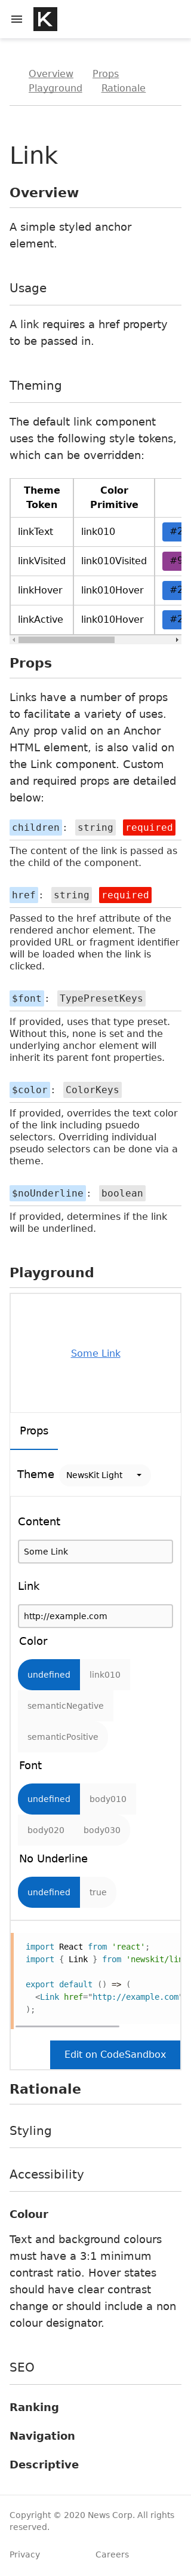 K
Overview Props
Playground Rationale
Link
Overview
A simple styled anchor
element.
Usage
A link requires a href property
to be passed in.
Theming
The default link component
uses the following style tokens,
which can be overridden:
Theme Color
Token Primitive
linkText link010
linkVisited link010Visited
linkHover link010Hover
linkActive link010Hover
Props
Links have a number of props
to facilitate a variety of uses.
Any prop valid on an Anchor
HTML element, is also valid on
the Link component. Custom
and required props are detailed
below:
children: string required
The content of the link is passed as
the child of the component.
href: string required
Passed to the href attribute of the
rendered anchor element. The
provided URL or fragment identifier
will be loaded when the link is
clicked.
$font: TypePresetKeys
If provided, uses that type preset.
Without this, none is set and the
underlying anchor element will
inherit its parent font properties.
$color: ColorKeys
If provided, overrides the text color
of the link including psuedo
selectors. Overriding individual
pseudo selectors can be done via a
theme.
$noUnderline: boolean
If provided, determines if the link
will be underlined.
Playground
Some Link
Props
Theme NewsKit Light
Content
Some Link
Link
http://example.com
Color
undefined link010
semanticNegative
semanticPositive
Font
undefined body010
body020 body030
No Underline
undefined true
import React from 'react';
import { Link } from 'newskit/lin
export default () => (
<Link href="http://example.com"
);
Edit on CodeSandbox
Rationale
Styling
Accessibility
Colour
Text and background colours
must have a 3:1 minimum
contrast ratio. Hover states
should have clear contrast
change or should include a non
colour designator.
SEO
Ranking
Navigation
Descriptive
Copyright © 2020 News Corp. All rights
reserved.
Privacy Careers